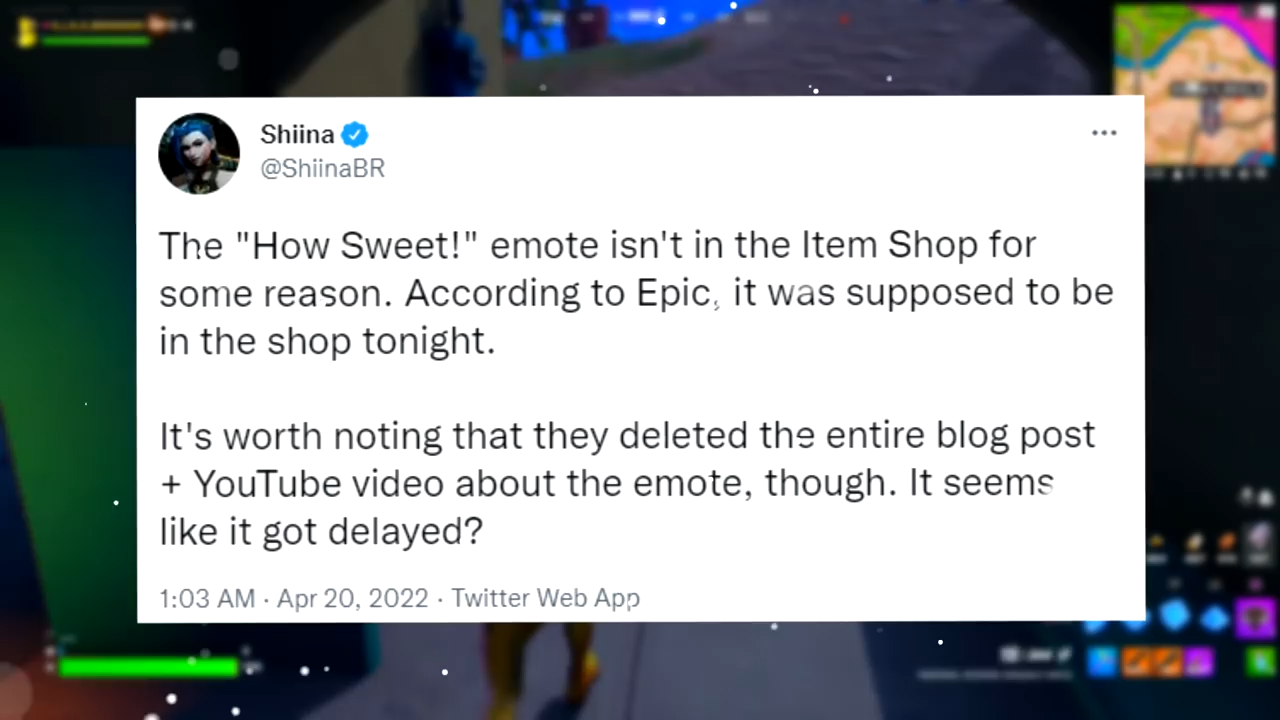 Shiina
@ShiinaBR
The "How Sweet!" emote isn't in the Item Shop for
some reason. According to Epic, it was supposed to be
in the shop tonight.
It's worth noting that they deleted the entire blog post
+ YouTube video about the emote, though. It seems
like it got delayed?
1:03 AM · Apr 20, 2022 · Twitter Web App